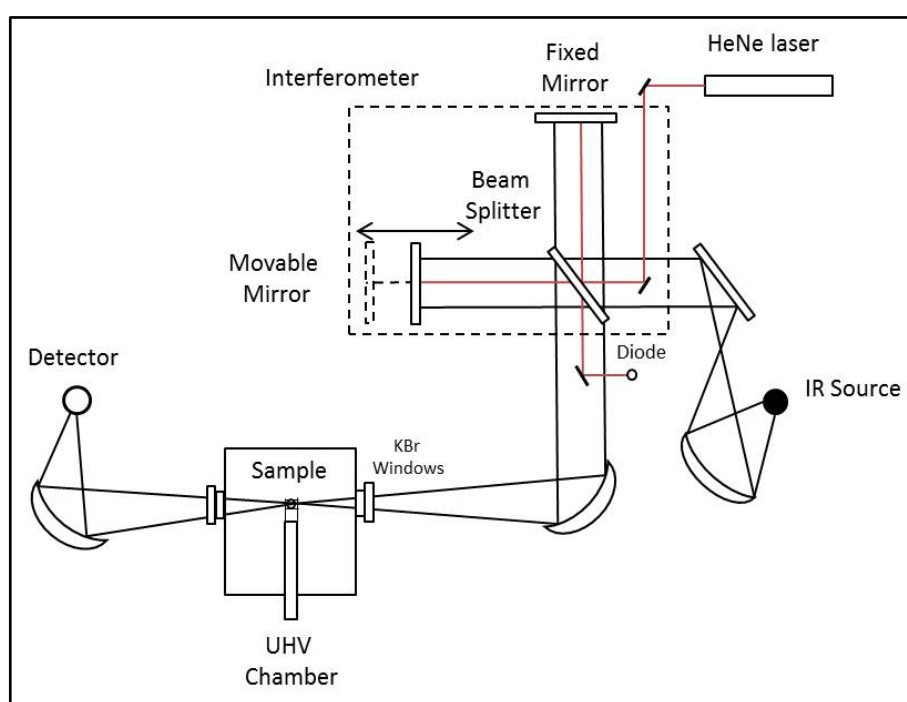 HeNe laser
Fixed
Mirror
Interferometer
Beam
Splitter
Movable
Mirror
Diode
Detector
IR Source
KBr
Windows
Sample
UHV
Chamber